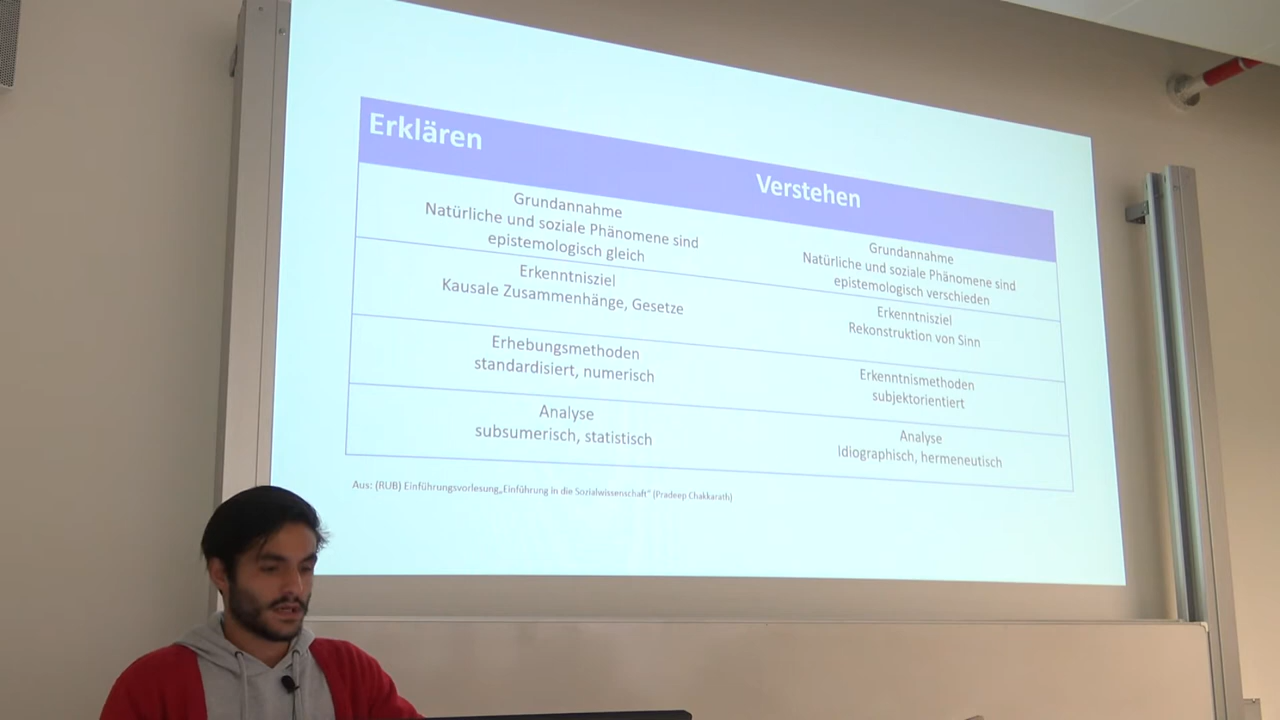 Erklären
Verstehen
Grundannahme
Natürliche und soziale Phänomene sind
epistemologisch gleich
Grundannahme
Natürliche und soziale Phänomene sind
epistemologisch verschieden
Erkenntnisziel
Kausale Zusammenhänge, Gesetze
Erkenntnisziel
Rekonstruktion von Sinn
Erhebungsmethoden
standardisiert, numerisch
Erkenntnismethoden
subjektorientiert
Analyse
subsumerisch, statistisch
Analyse
Idiographisch, hermeneutisch
Aus: (RUB) Einführungsvorlesung„Einführung in die Sozialwissenschaft“ (Pradeep Chakkarath)